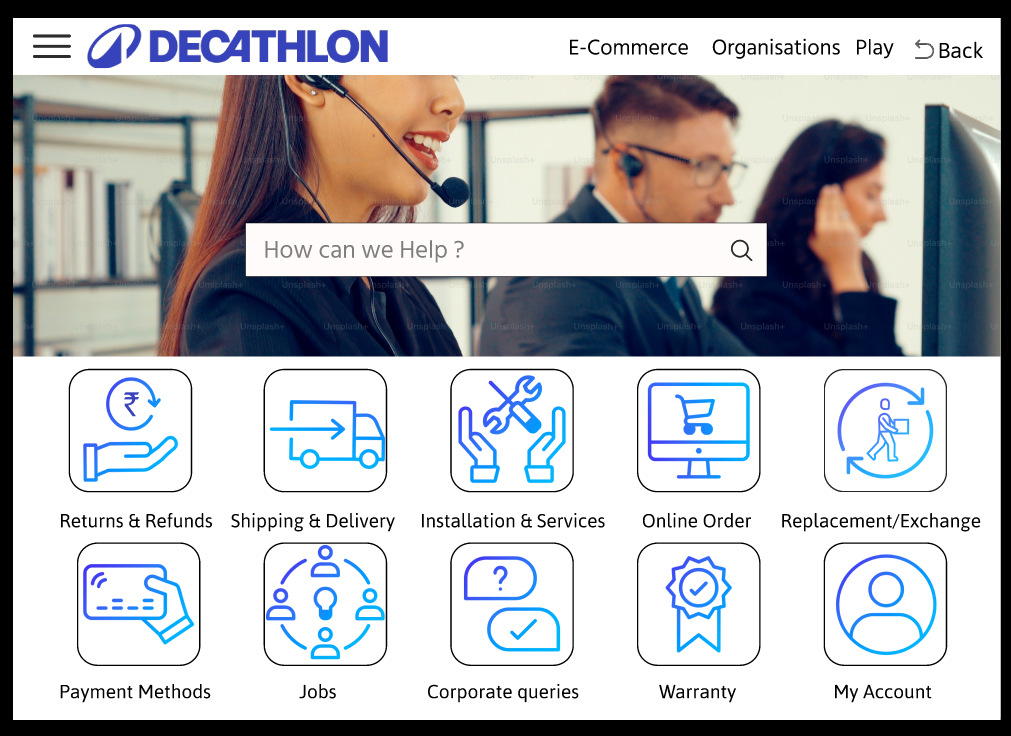 DECATHLON
E-Commerce Organisations Play Back
How can we Help ?
₹
Returns & Refunds Shipping & Delivery Installation & Services Online Order Replacement/Exchange
?
Payment Methods Jobs Corporate queries Warranty My Account
Unsplash+